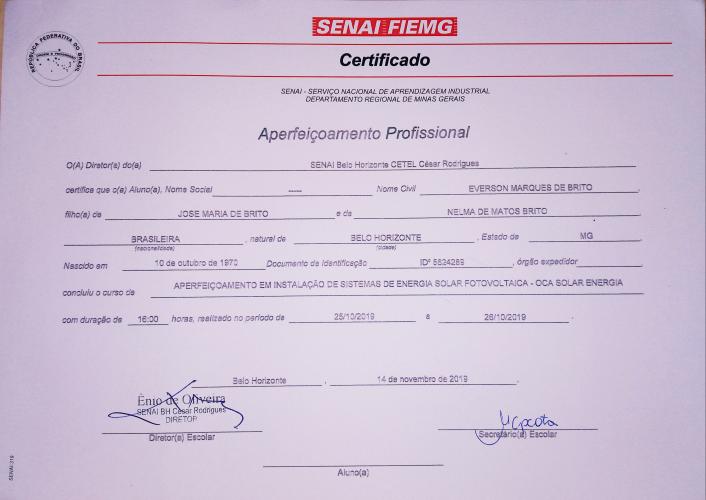 SENAI FIEMG
REPÚBLICA FEDERATIVA DO BRASIL
Certificado
SENAI - SERVIÇO NACIONAL DE APRENDIZAGEM INDUSTRIAL
DEPARTAMENTO REGIONAL DE MINAS GERAIS
Aperfeiçoamento Profissional
O(A) Diretor(a) do(a) SENAI Belo Horizonte CETEL César Rodrigues
certifica que o(a) Aluno(a), Nome Social ----- Nome Civil EVERSON MARQUES DE BRITO,
filho(a) de JOSE MARIA DE BRITO e de NELMA DE MATOS BRITO
BRASILEIRA, natural de BELO HORIZONTE, Estado de MG
(nacionalidade) (cidade)
Nascido em 10 de outubro de 1970 Documento de Identificação ID° 5824289, órgão expedidor
concluiu o curso de APERFEIÇOAMENTO EM INSTALAÇÃO DE SISTEMAS DE ENERGIA SOLAR FOTOVOLTAICA - OCA SOLAR ENERGIA
com duração de 16:00 horas, realizado no período de 25/10/2019 a 26/10/2019.
Belo Horizonte, 14 de novembro de 2019.
Ênio de Oliveira
SENAI BH César Rodrigues
DIRETOR
Diretor(a) Escolar
Secretário(a) Escolar
Aluno(a)
SENAI 319